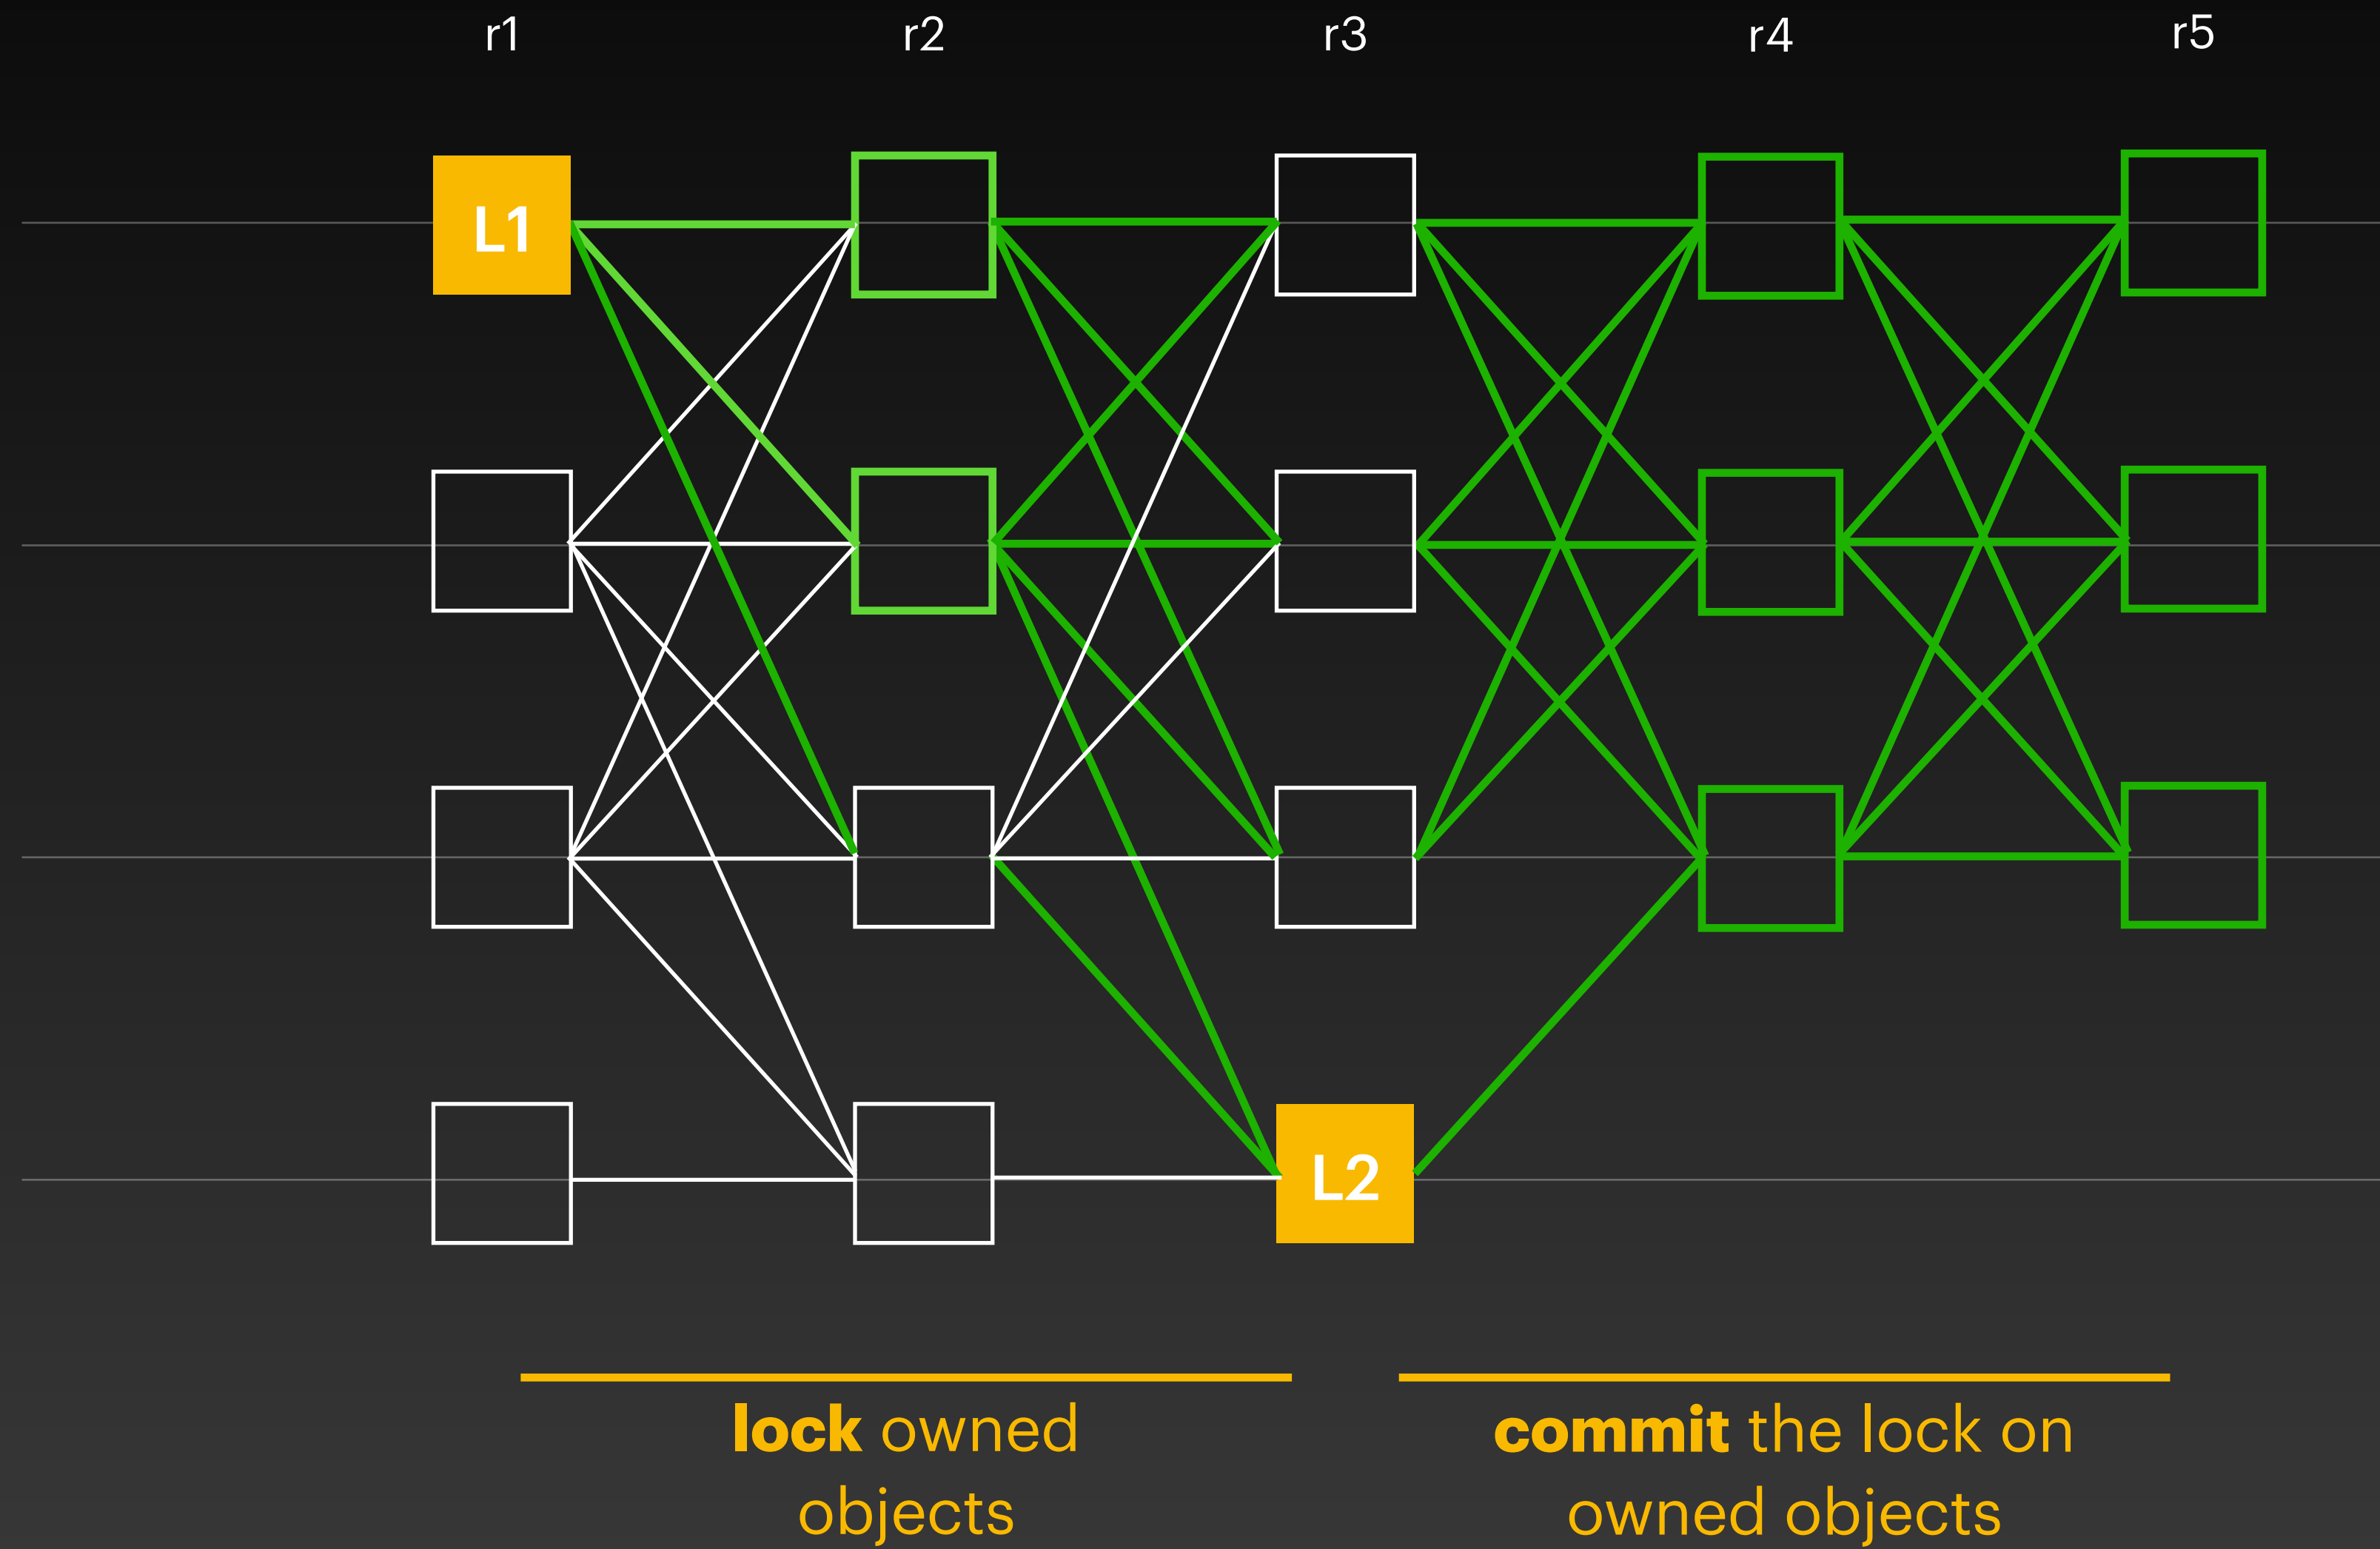 r1 r2 r3 r4 r5
L1
L2
lock owned
objects
commit the lock on
owned objects